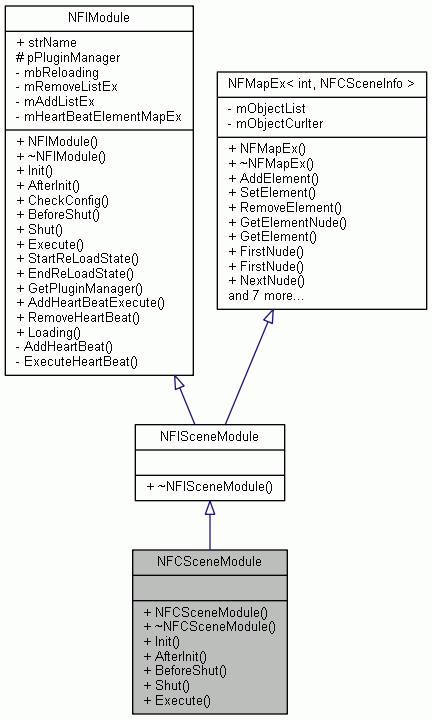 NFIModule
+ strName
# pPluginManager
- mbReloading
- mRemoveListEx
- mAddListEx
- mHeartBeatElementMapEx
+ NFIModule()
+ ~NFIModule()
+ Init()
+ AfterInit()
+ CheckConfig()
+ BeforeShut()
+ Shut()
+ Execute()
+ StartReLoadState()
+ EndReLoadState()
+ GetPluginManager()
+ AddHeartBeatExecute()
+ RemoveHeartBeat()
+ Loading()
- AddHeartBeat()
- ExecuteHeartBeat()
NFMapEx< int, NFCSceneInfo >
- mObjectList
- mObjectCurIter
+ NFMapEx()
+ ~NFMapEx()
+ AddElement()
+ SetElement()
+ RemoveElement()
+ GetElementNude()
+ GetElement()
+ FirstNude()
+ FirstNude()
+ NextNude()
and 7 more...
NFISceneModule
+ ~NFISceneModule()
NFCSceneModule
+ NFCSceneModule()
+ ~NFCSceneModule()
+ Init()
+ AfterInit()
+ BeforeShut()
+ Shut()
+ Execute()